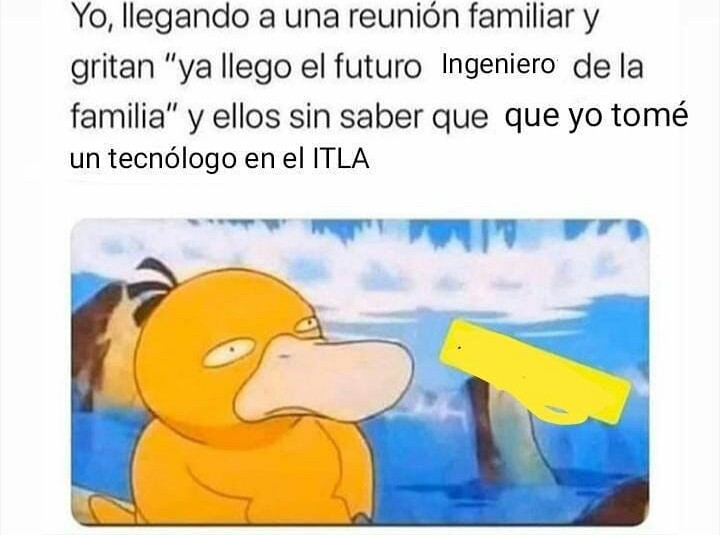 Yo, llegando a una reunión familiar y
gritan "ya llego el futuro Ingeniero de la
familia" y ellos sin saber que que yo tomé
un tecnólogo en el ITLA